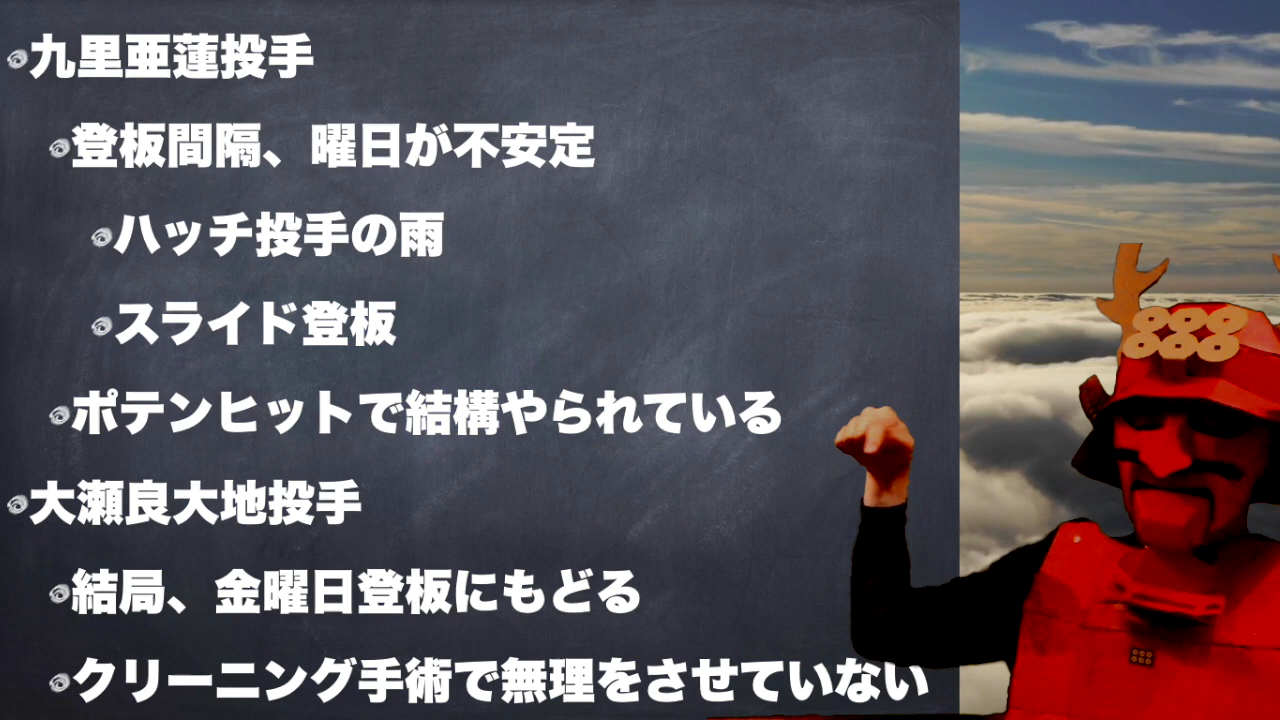 九里亜蓮投手
登板間隔、曜日が不安定
ハッチ投手の雨
スライド登板
ポテンヒットで結構やられている
大瀬良大地投手
結局、金曜日登板にもどる
クリーニング手術で無理をさせていない